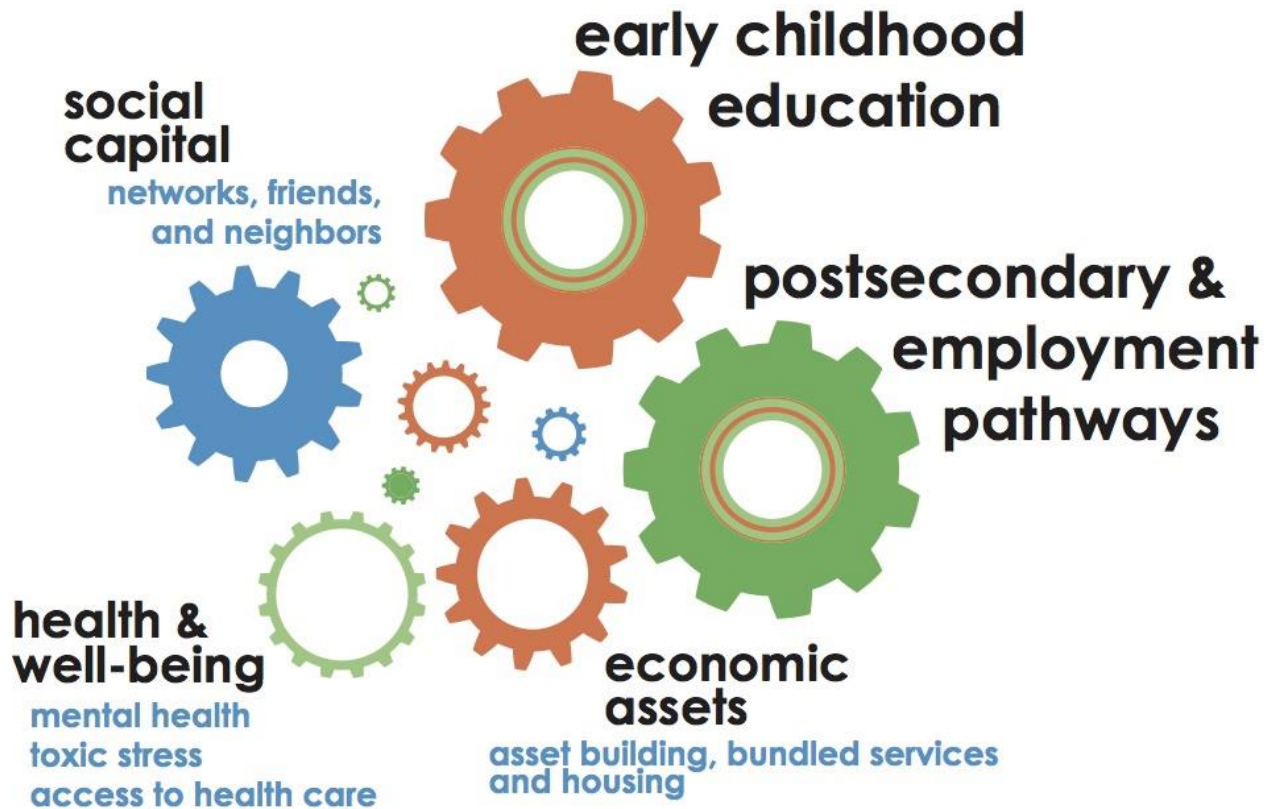 early childhood
education
social
capital
networks, friends,
and neighbors
postsecondary &
employment
pathways
health &
well-being
mental health
toxic stress
access to health care
economic
assets
asset building, bundled services
and housing